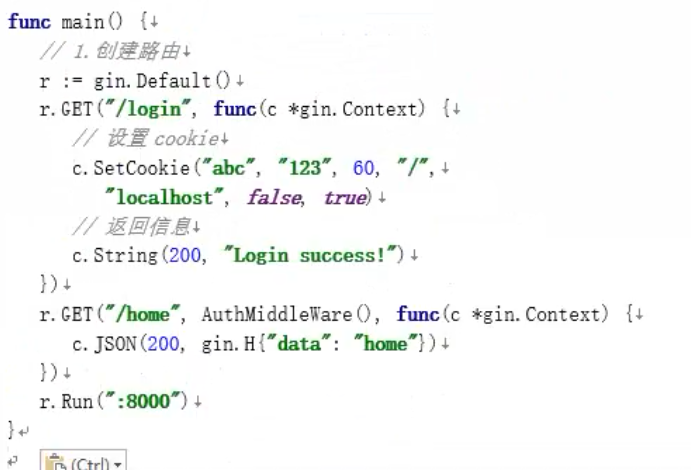 func main() {↓
// 1.创建路由↓
r := gin.Default()↓
r.GET("/login", func(c *gin.Context) {↓
// 设置 cookie↓
c.SetCookie("abc", "123", 60, "/",↓
"localhost", false, true)↓
// 返回信息↓
c.String(200, "Login success!")↓
})↓
r.GET("/home", AuthMiddleWare(), func(c *gin.Context) {↓
c.JSON(200, gin.H{"data": "home"})↓
})↓
r.Run(":8000")↓
}↵
↵
(Ctrl)